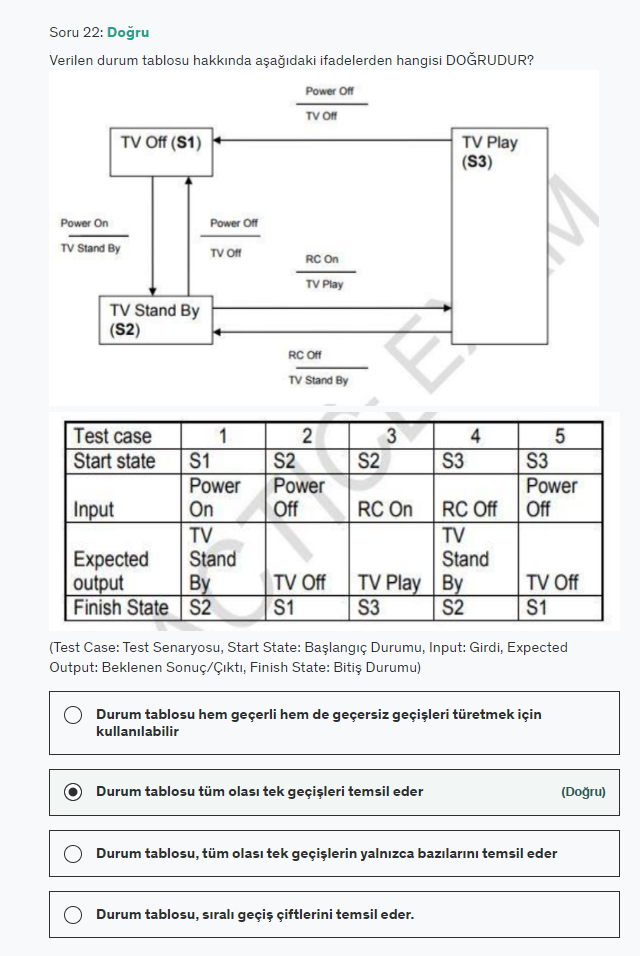 Soru 22: Doğru
Verilen durum tablosu hakkında aşağıdaki ifadelerden hangisi DOĞRUDUR?
Power Off
TV Off
TV Off (S1)
TV Play
(S3)
Power On
TV Stand By
Power Off
TV Off
RC On
TV Play
TV Stand By
(S2)
RC Off
TV Stand By
Test case 1 2 3 4 5
Start state S1 S2 S2 S3 S3
Power Power Power
Input On Off RC On RC Off Off
TV TV
Expected Stand Stand
output By TV Off TV Play By TV Off
Finish State S2 S1 S3 S2 S1
(Test Case: Test Senaryosu, Start State: Başlangıç Durumu, Input: Girdi, Expected
Output: Beklenen Sonuç/Çıktı, Finish State: Bitiş Durumu)
Durum tablosu hem geçerli hem de geçersiz geçişleri türetmek için
kullanılabilir
Durum tablosu tüm olası tek geçişleri temsil eder (Doğru)
Durum tablosu, tüm olası tek geçişlerin yalnızca bazılarını temsil eder
Durum tablosu, sıralı geçiş çiftlerini temsil eder.